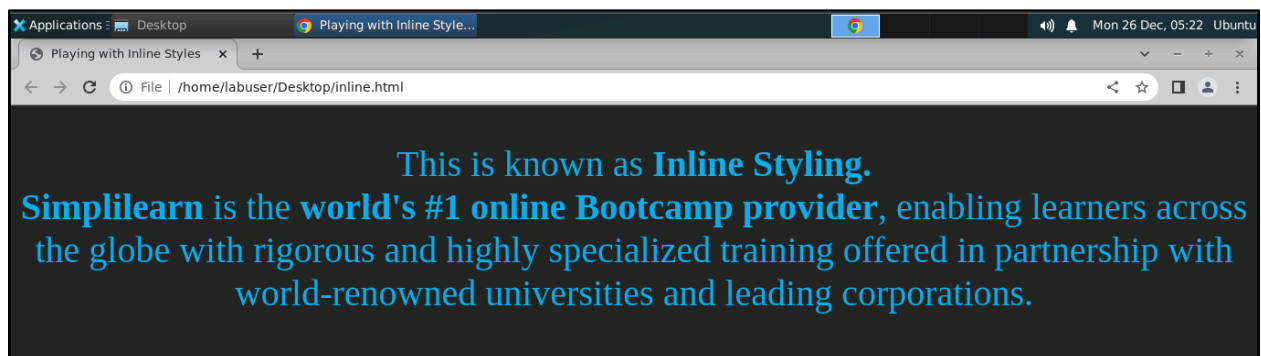 Applications Desktop Playing with Inline Style... Mon 26 Dec, 05:22 Ubuntu
Playing with Inline Styles
File /home/labuser/Desktop/inline.html
This is known as Inline Styling.
Simplilearn is the world's #1 online Bootcamp provider, enabling learners across
the globe with rigorous and highly specialized training offered in partnership with
world-renowned universities and leading corporations.